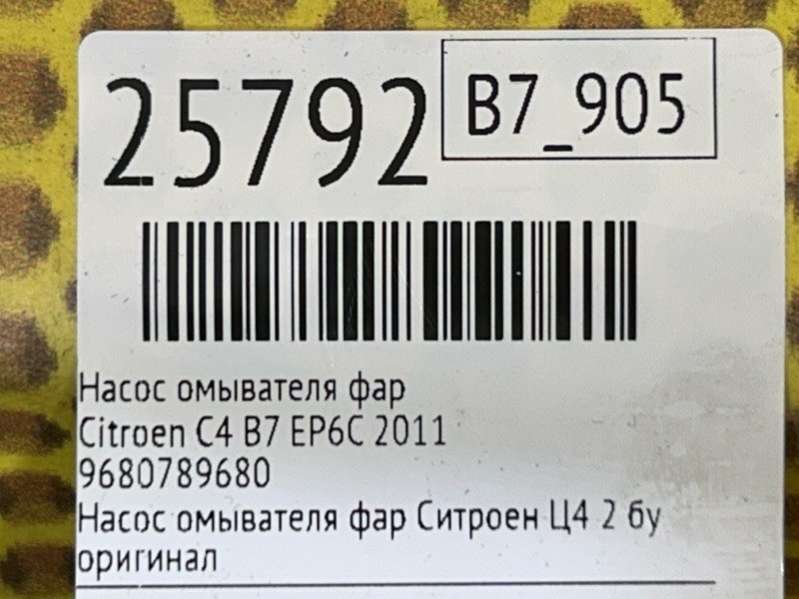 25792
B7_905
Насос омывателя фар
Citroen C4 B7 EP6C 2011
9680789680
Насос омывателя фар Ситроен Ц4 2 бу
оригинал